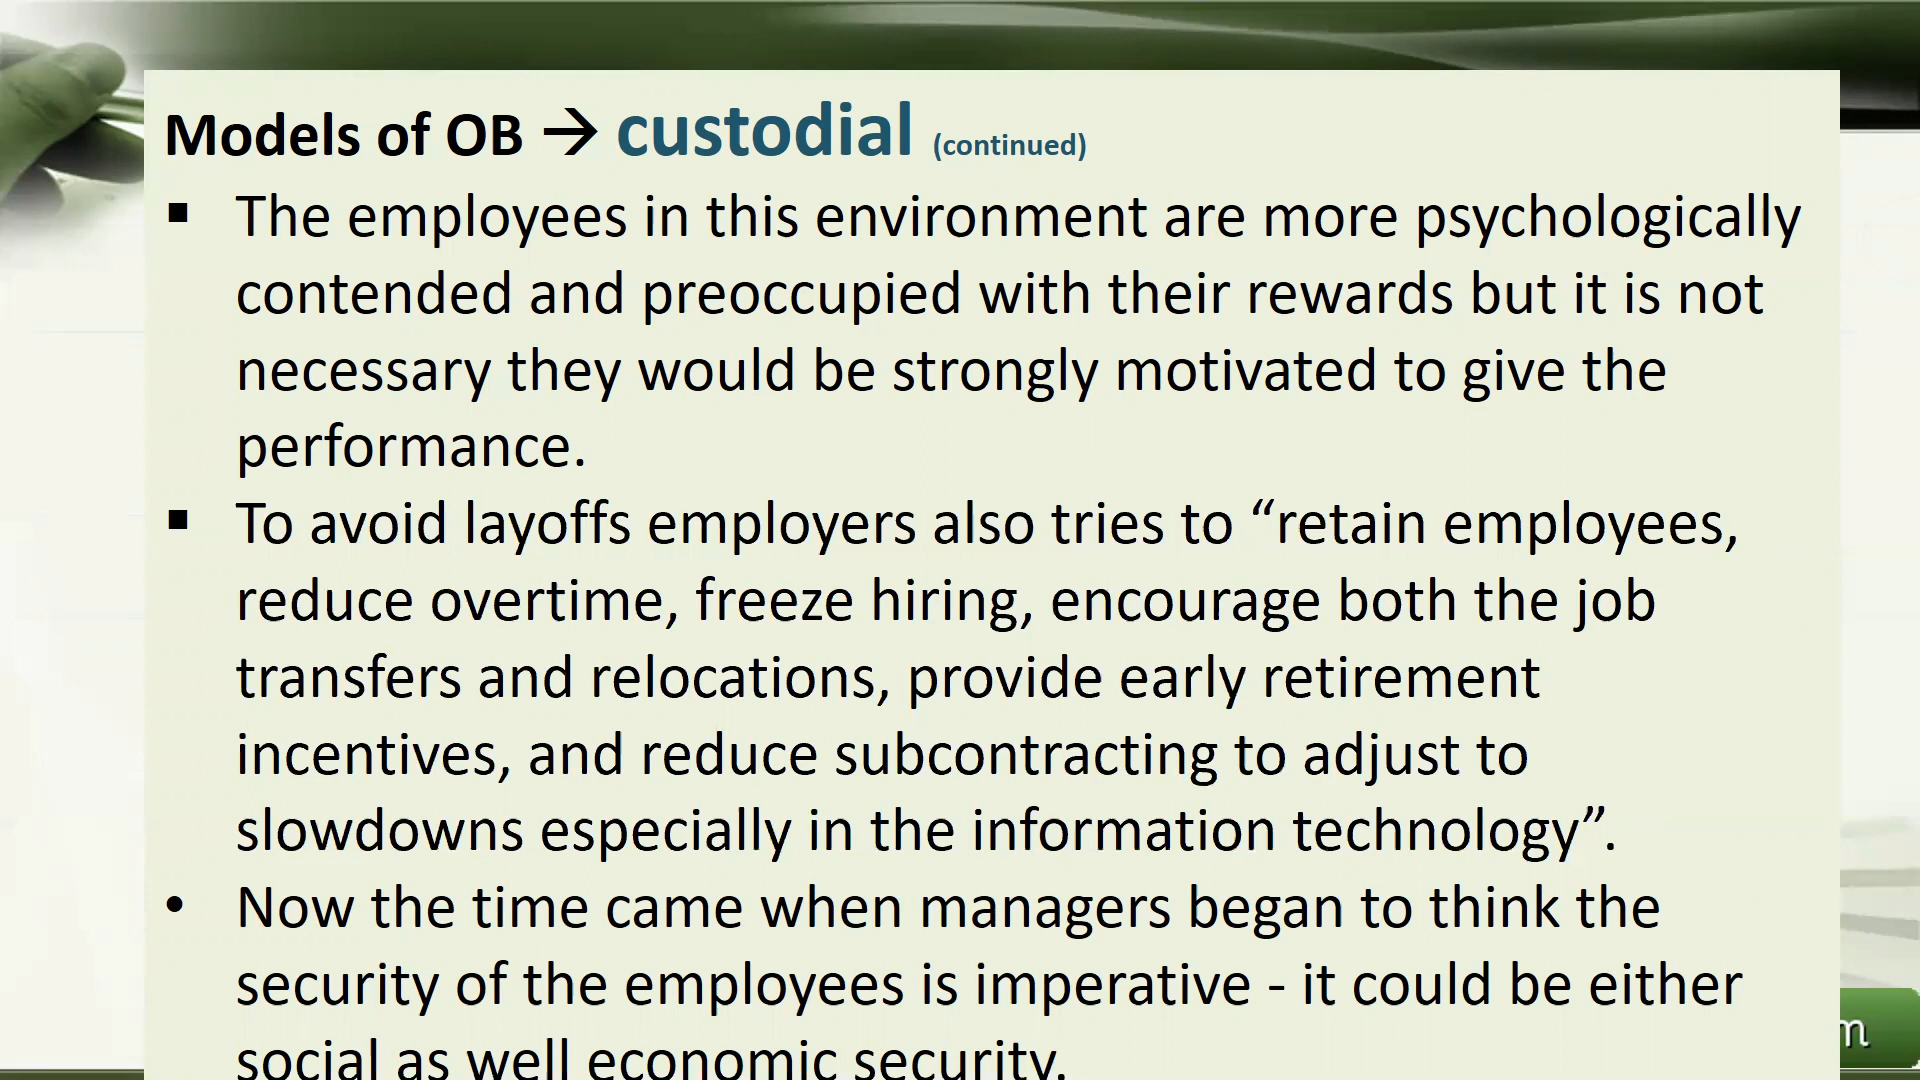 Models of OB → custodial (continued)
▪ The employees in this environment are more psychologically
contended and preoccupied with their rewards but it is not
necessary they would be strongly motivated to give the
performance.
▪ To avoid layoffs employers also tries to “retain employees,
reduce overtime, freeze hiring, encourage both the job
transfers and relocations, provide early retirement
incentives, and reduce subcontracting to adjust to
slowdowns especially in the information technology”.
• Now the time came when managers began to think the
security of the employees is imperative - it could be either
social as well economic security.